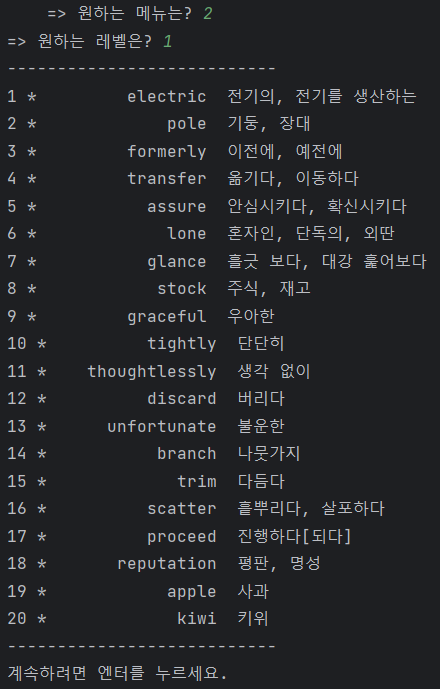 => 원하는 메뉴는? 2
=> 원하는 레벨은? 1
---------------------------
1 * electric 전기의, 전기를 생산하는
2 * pole 기둥, 장대
3 * formerly 이전에, 예전에
4 * transfer 옮기다, 이동하다
5 * assure 안심시키다, 확신시키다
6 * lone 혼자인, 단독의, 외딴
7 * glance 흘긋 보다, 대강 훑어보다
8 * stock 주식, 재고
9 * graceful 우아한
10 * tightly 단단히
11 * thoughtlessly 생각 없이
12 * discard 버리다
13 * unfortunate 불운한
14 * branch 나뭇가지
15 * trim 다듬다
16 * scatter 흩뿌리다, 살포하다
17 * proceed 진행하다[되다]
18 * reputation 평판, 명성
19 * apple 사과
20 * kiwi 키위
---------------------------
계속하려면 엔터를 누르세요.